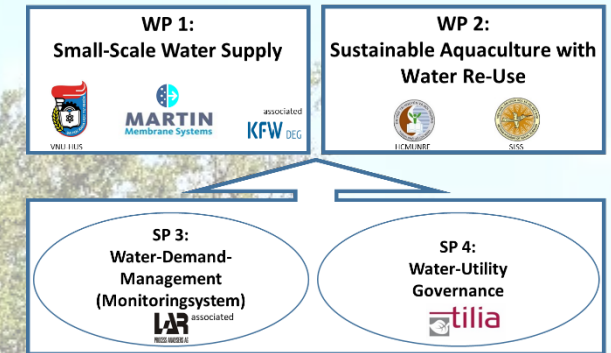 WP 1:
Small-Scale Water Supply
VNU HUS
MARTIN
Membrane Systems
associated
KFW DEG
WP 2:
Sustainable Aquaculture with
Water Re-Use
HCMUNRE
SISS
SP 3:
Water-Demand-
Management
(Monitoringsystem)
LAR associated
PROCESS ANALYSERS AG
SP 4:
Water-Utility
Governance
tilia